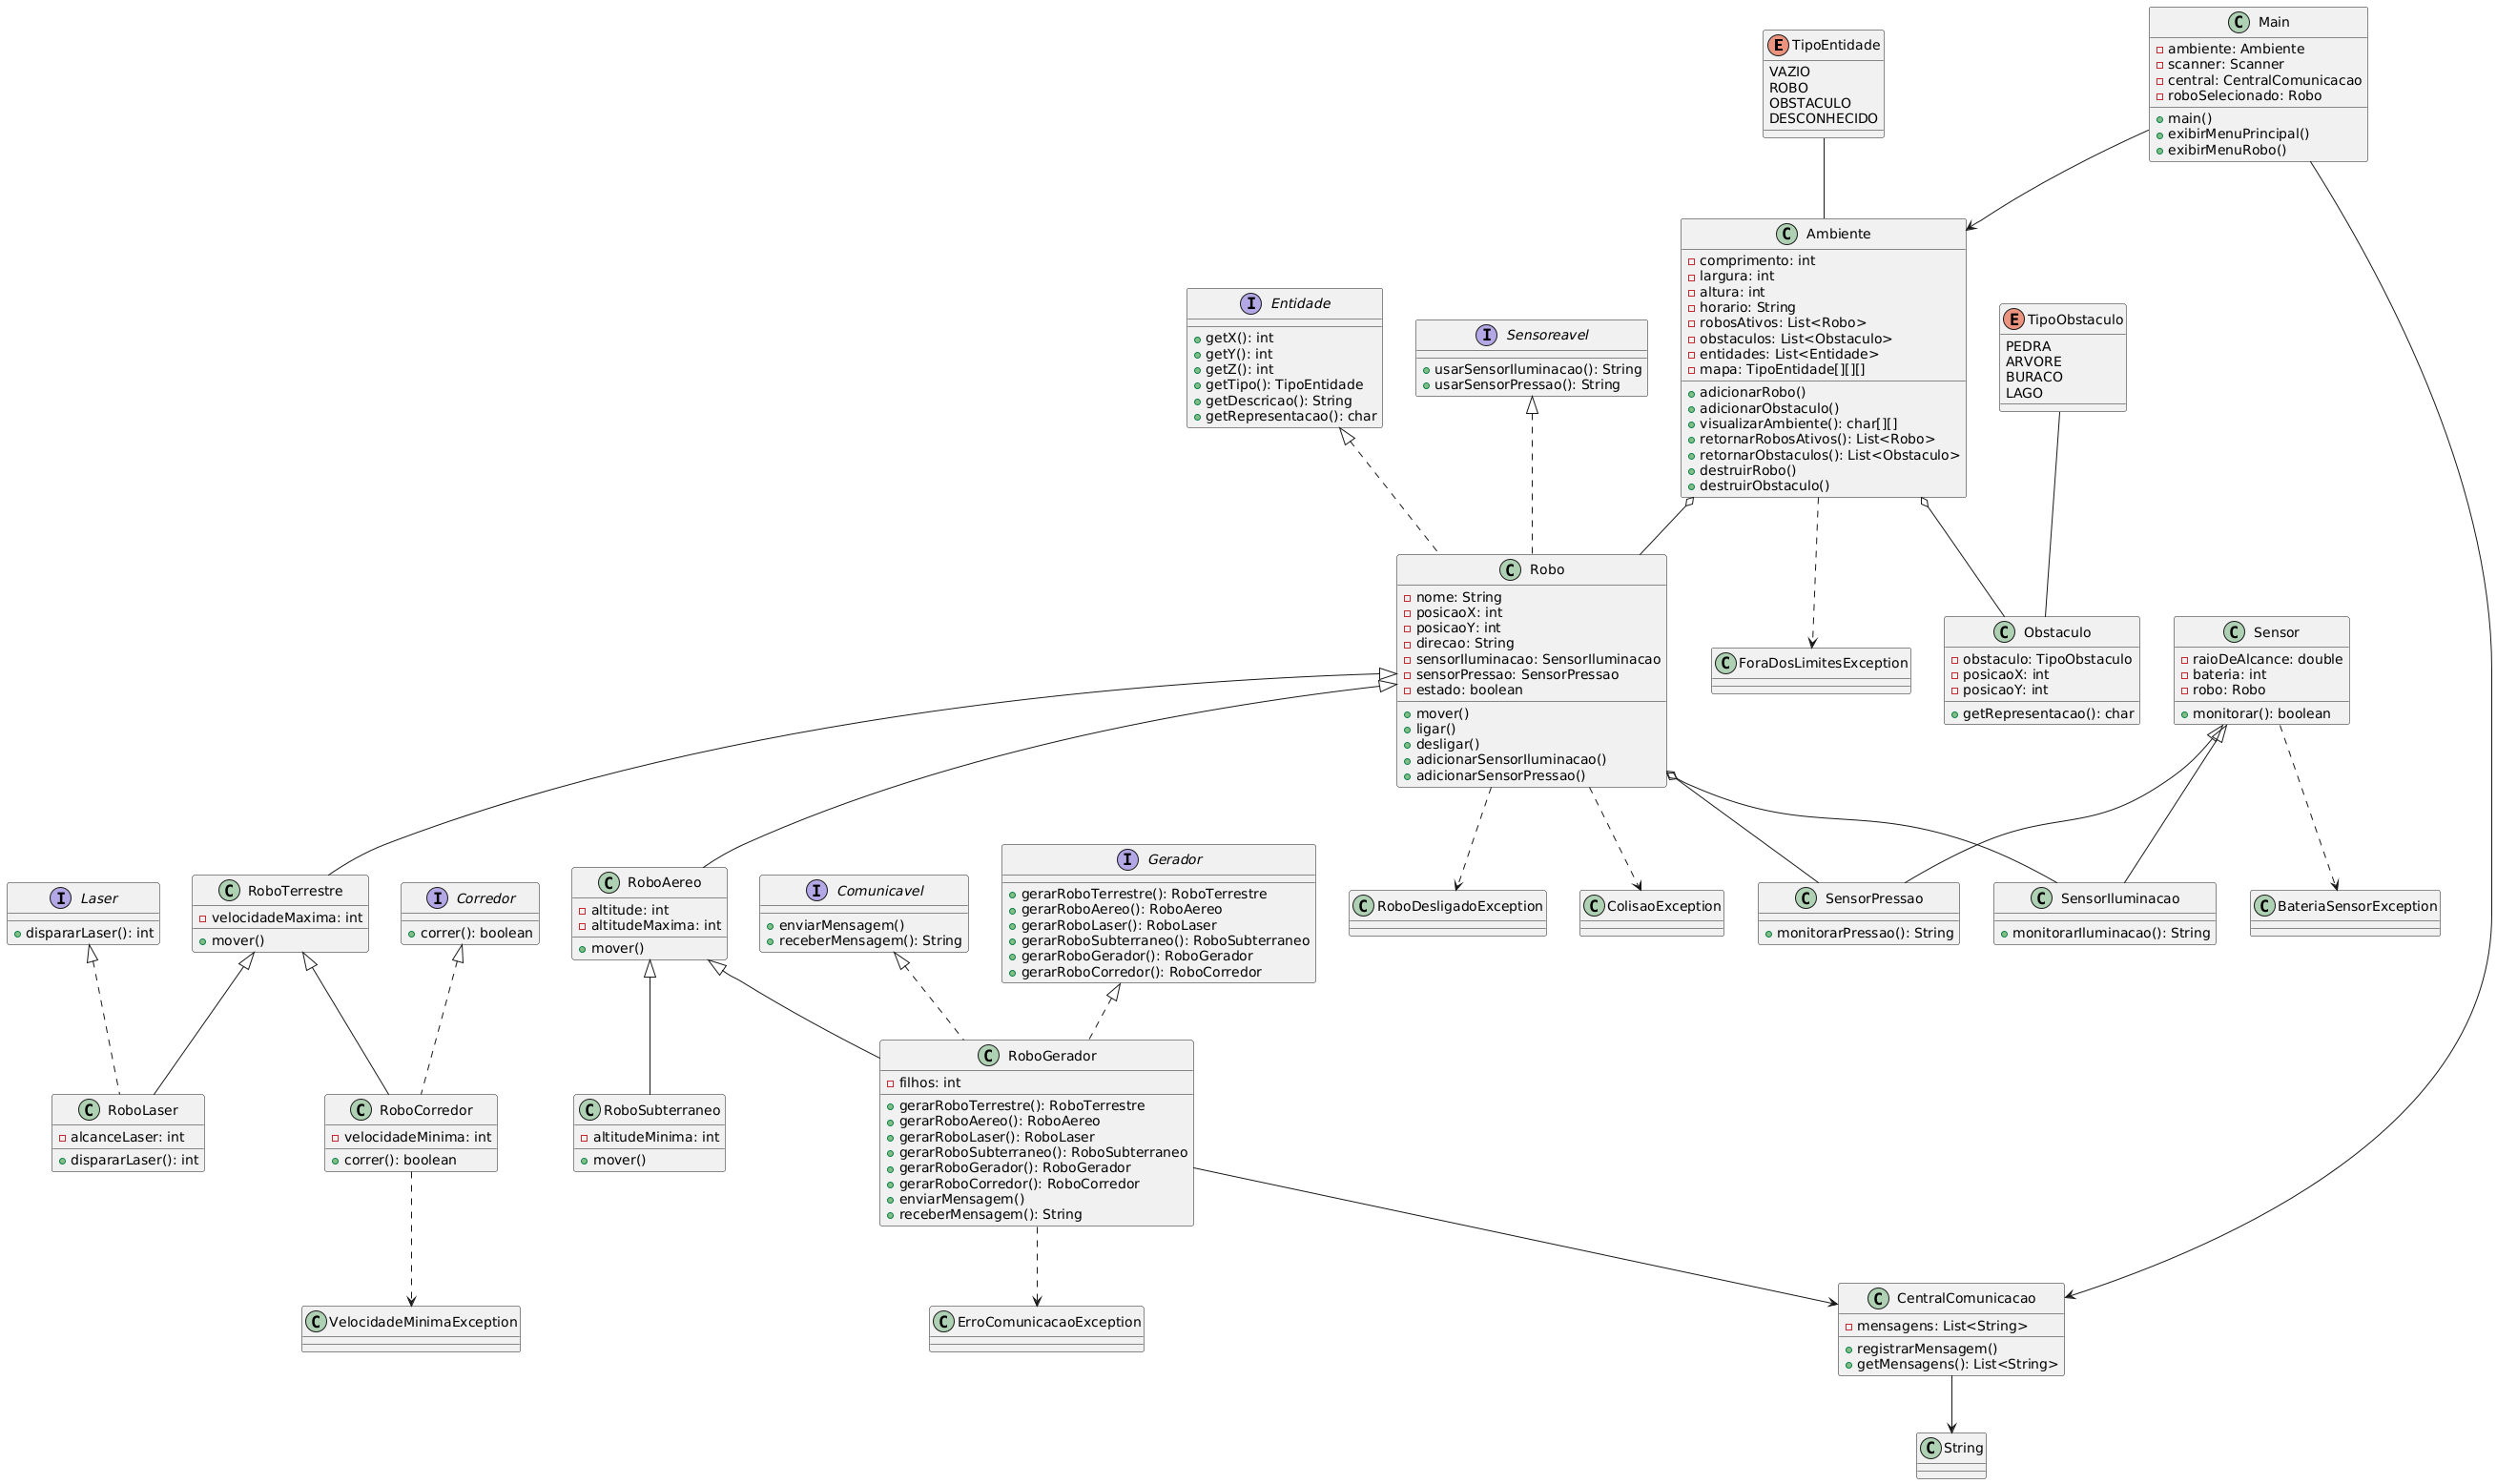 C Main
ambiente: Ambiente
scanner: Scanner
central: CentralComunicacao
roboSelecionado: Robo
main()
exibirMenuPrincipal()
exibirMenuRobo()
E TipoEntidade
VAZIO
ROBO
OBSTACULO
DESCONHECIDO
C Ambiente
comprimento: int
largura: int
altura: int
horario: String
robosAtivos: List<Robo>
obstaculos: List<Obstaculo>
entidades: List<Entidade>
mapa: TipoEntidade[][][]
adicionarRobo()
adicionarObstaculo()
visualizarAmbiente(): char[][]
retornarRobosAtivos(): List<Robo>
retornarObstaculos(): List<Obstaculo>
destruirRobo()
destruirObstaculo()
I Entidade
getX(): int
getY(): int
getZ(): int
getTipo(): TipoEntidade
getDescricao(): String
getRepresentacao(): char
I Sensoreavel
usarSensorIluminacao(): String
usarSensorPressao(): String
E TipoObstaculo
PEDRA
ARVORE
BURACO
LAGO
C Robo
nome: String
posicaoX: int
posicaoY: int
direcao: String
sensorIluminacao: SensorIluminacao
sensorPressao: SensorPressao
estado: boolean
mover()
ligar()
desligar()
adicionarSensorIluminacao()
adicionarSensorPressao()
C ForaDosLimitesException
C Obstaculo
obstaculo: TipoObstaculo
posicaoX: int
posicaoY: int
getRepresentacao(): char
C Sensor
raioDeAlcance: double
bateria: int
robo: Robo
monitorar(): boolean
I Laser
dispararLaser(): int
C RoboTerrestre
velocidadeMaxima: int
mover()
I Corredor
correr(): boolean
C RoboAereo
altitude: int
altitudeMaxima: int
mover()
I Comunicavel
enviarMensagem()
receberMensagem(): String
I Gerador
gerarRoboTerrestre(): RoboTerrestre
gerarRoboAereo(): RoboAereo
gerarRoboLaser(): RoboLaser
gerarRoboSubterraneo(): RoboSubterraneo
gerarRoboGerador(): RoboGerador
gerarRoboCorredor(): RoboCorredor
C RoboDesligadoException
C ColisaoException
C SensorPressao
monitorarPressao(): String
C SensorIluminacao
monitorarIluminacao(): String
C BateriaSensorException
C RoboLaser
alcanceLaser: int
dispararLaser(): int
C RoboCorredor
velocidadeMinima: int
correr(): boolean
C RoboSubterraneo
altitudeMinima: int
mover()
C RoboGerador
filhos: int
gerarRoboTerrestre(): RoboTerrestre
gerarRoboAereo(): RoboAereo
gerarRoboLaser(): RoboLaser
gerarRoboSubterraneo(): RoboSubterraneo
gerarRoboGerador(): RoboGerador
gerarRoboCorredor(): RoboCorredor
enviarMensagem()
receberMensagem(): String
C VelocidadeMinimaException
C ErroComunicacaoException
C CentralComunicacao
mensagens: List<String>
registrarMensagem()
getMensagens(): List<String>
C String